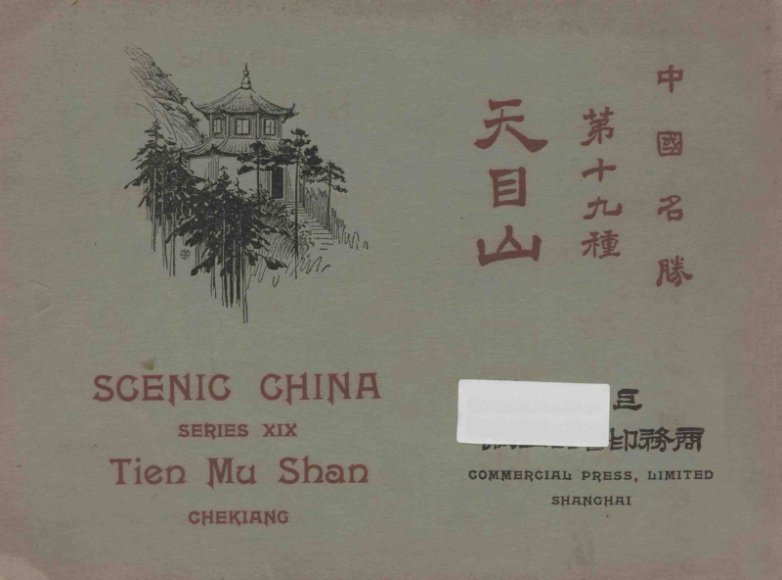 中國名勝
第十九種
天目山
SCENIC CHINA
SERIES XIX
Tien Mu Shan
CHEKIANG
商務印
COMMERCIAL PRESS, LIMITED
SHANGHAI